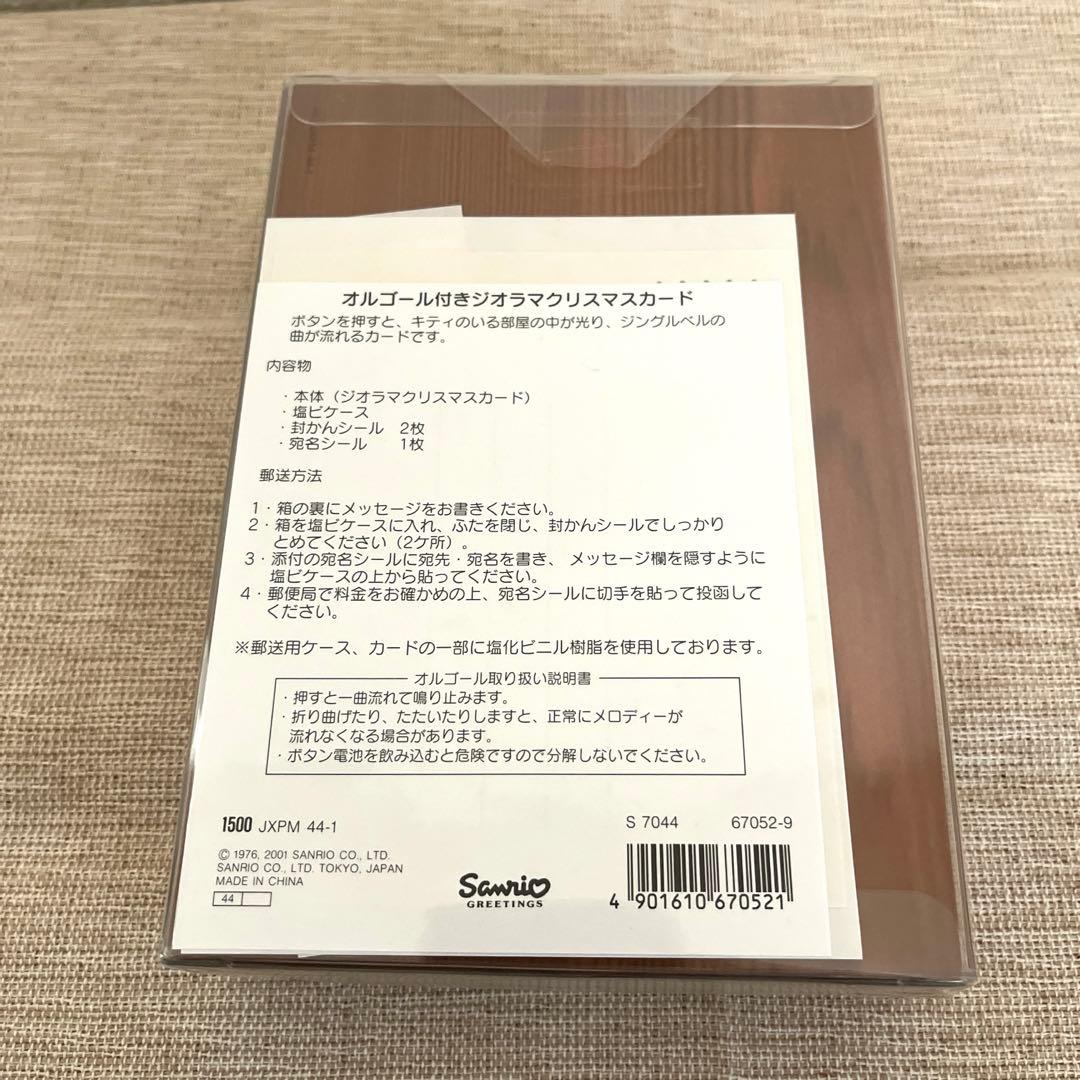 オルゴール付きジオラマクリスマスカード
ボタンを押すと、キティのいる部屋の中が光り、ジングルベルの
曲が流れるカードです。
内容物
・本体（ジオラマクリスマスカード）
・塩ビケース
・封かんシール　2枚
・宛名シール　　1枚
郵送方法
1・箱の裏にメッセージをお書きください。
2・箱を塩ビケースに入れ、ふたを閉じ、封かんシールでしっかり
とめてください（2ケ所）。
3・添付の宛名シールに宛先・宛名を書き、メッセージ欄を隠すように
塩ビケースの上から貼ってください。
4・郵便局で料金をお確かめの上、宛名シールに切手を貼って投函して
ください。
※郵送用ケース、カードの一部に塩化ビニル樹脂を使用しております。
オルゴール取り扱い説明書
・押すと一曲流れて鳴り止みます。
・折り曲げたり、たたいたりしますと、正常にメロディーが
流れなくなる場合があります。
・ボタン電池を飲み込むと危険ですので分解しないでください。
1500 JXPM 44-1
S 7044　67052-9
© 1976, 2001 SANRIO CO., LTD.
SANRIO CO., LTD. TOKYO, JAPAN
MADE IN CHINA
44
Sanrio
GREETINGS
4 901610 670521